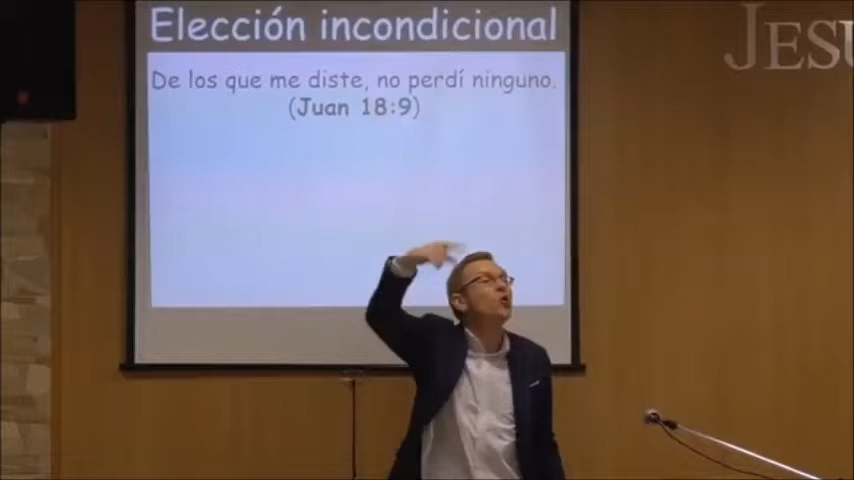 Elección incondicional
De los que me diste, no perdí ninguno.
(Juan 18:9)
JESU